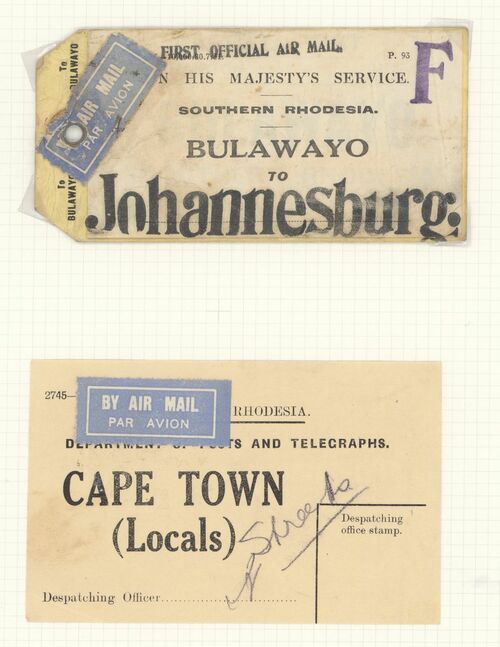 FIRST OFFICIAL AIR MAIL.
P. 93
F
N HIS MAJESTY'S SERVICE.
SOUTHERN RHODESIA.
BULAWAYO
TO
Johannesburg.
To
BULAWAYO
To
BULAWAY
AIR MAIL
PAR AVION
2745—
BY AIR MAIL
PAR AVION
RHODESIA.
DEPARTMENT OF POSTS AND TELEGRAPHS.
CAPE TOWN
(Locals)
Despatching
office stamp.
Despatching Officer